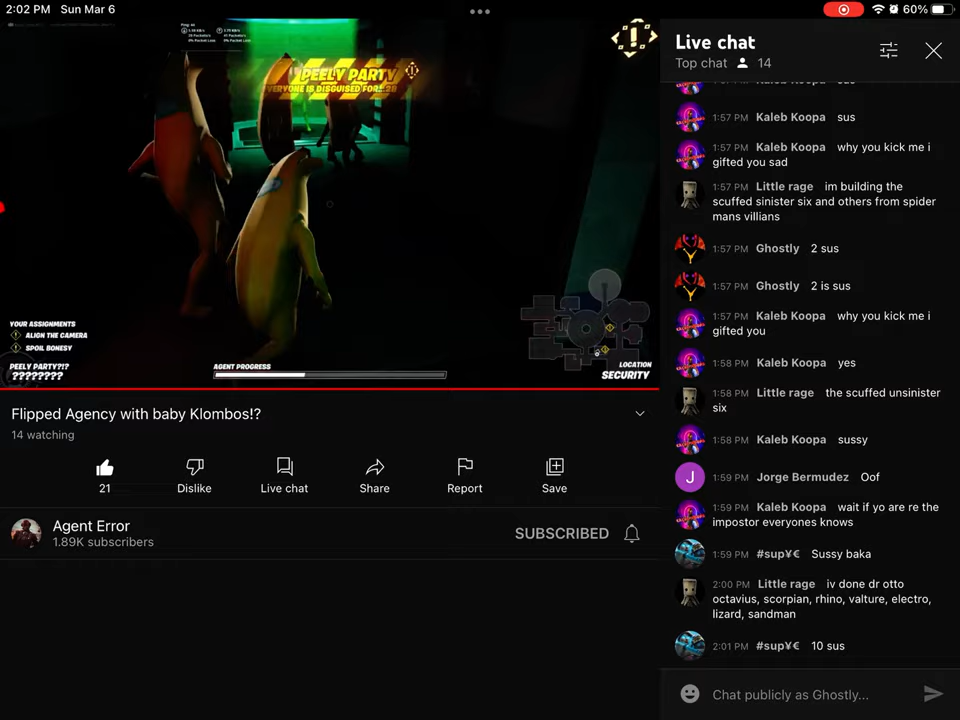 2:02 PM Sun Mar 6
60%
PEELY PARTY
EVERYONE IS DISGUISED FOR...28
YOUR ASSIGNMENTS
ALIGN THE CAMERA
SPOIL BONESY
PEELY PARTY?!?
????????
AGENT PROGRESS
LOCATION
SECURITY
Flipped Agency with baby Klombos!?
14 watching
21
Dislike
Live chat
Share
Report
Save
Agent Error
1.89K subscribers
SUBSCRIBED
Live chat
Top chat 14
1:57 PM Kaleb Koopa sus
1:57 PM Kaleb Koopa why you kick me i
gifted you sad
1:57 PM Little rage im building the
scuffed sinister six and others from spider
mans villians
1:57 PM Ghostly 2 sus
1:57 PM Ghostly 2 is sus
1:57 PM Kaleb Koopa why you kick me i
gifted you
1:58 PM Kaleb Koopa yes
1:58 PM Little rage the scuffed unsinister
six
1:58 PM Kaleb Koopa sussy
J
1:59 PM Jorge Bermudez Oof
1:59 PM Kaleb Koopa wait if yo are re the
impostor everyones knows
1:59 PM #sup¥€ Sussy baka
2:00 PM Little rage iv done dr otto
octavius, scorpian, rhino, valture, electro,
lizard, sandman
2:01 PM #sup¥€ 10 sus
Chat publicly as Ghostly...